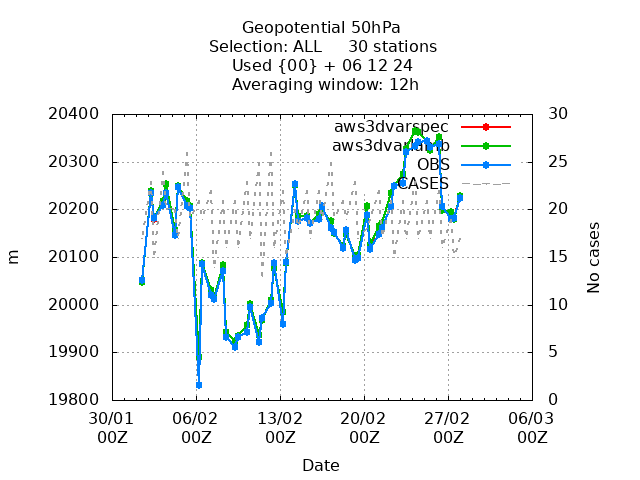 Geopotential 50hPa
Selection: ALL 30 stations
Used {00} + 06 12 24
Averaging window: 12h
20400
20300
20200
20100
20000
19900
19800
30
25
20
15
10
5
0
aws3dvarspec
OBS
CASES
m
No cases
30/01 06/02 13/02 20/02 27/02 06/03
00Z 00Z 00Z 00Z 00Z 00Z
Date